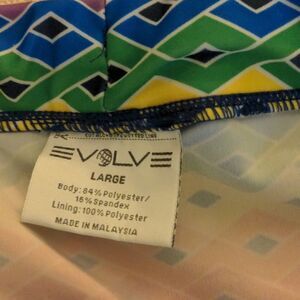 EVOLVE
LARGE
Body: 84% Polyester/
16% Spandex
Lining: 100% Polyester
MADE IN MALAYSIA